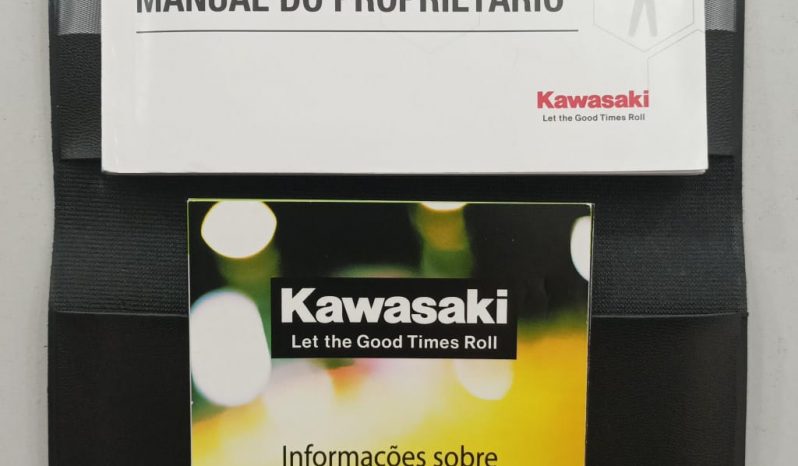 MANUAL DO PROPRIETÁRIO
Kawasaki
Let the Good Times Roll
Kawasaki
Let the Good Times Roll
Informações sobre